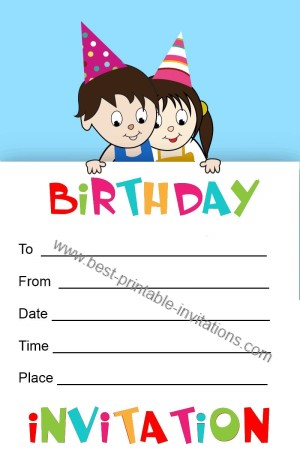 BiRTHDAY
To
From
Date
Time
Place
iNViTATiON
www.best-printable-invitations.com